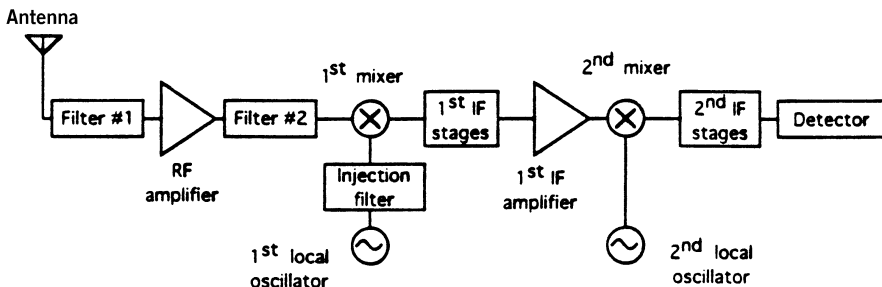 Antenna
1st mixer
2nd mixer
Filter #1
Filter #2
1st IF
stages
2nd IF
stages
Detector
RF
amplifier
Injection
filter
1st IF
amplifier
1st local
oscillator
2nd local
oscillator